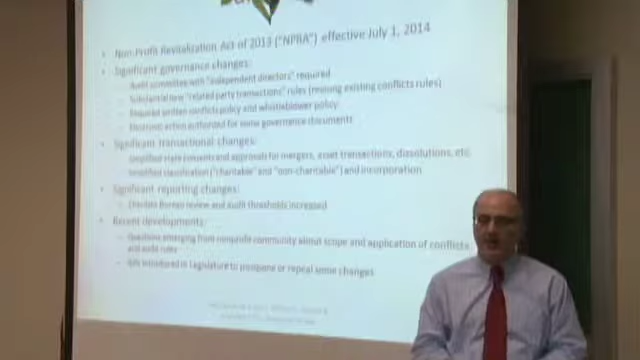 Non-Profit Revitalization Act of 2013 ("NPRA") effective July 1, 2014
Significant governance changes:
Audit committee with "independent directors" required
Substantial new "related party transactions" rules (revising existing conflicts rules)
Required written conflicts policy and whistleblower policy
Electronic action authorized for some governance documents
Significant transactional changes:
Simplified state consents and approvals for mergers, asset transactions, dissolutions, etc.
Simplified classification ("charitable" and "non-charitable") and incorporation
Significant reporting changes:
Charities Bureau review and audit thresholds increased
Recent developments:
Questions emerging from nonprofit community about scope and application of conflicts
and audit rules
Bills introduced in Legislature to postpone or repeal some changes